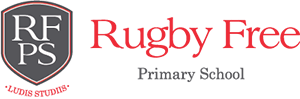 RF
PS
·LUDIS STUDIIS·
Rugby Free
Primary School